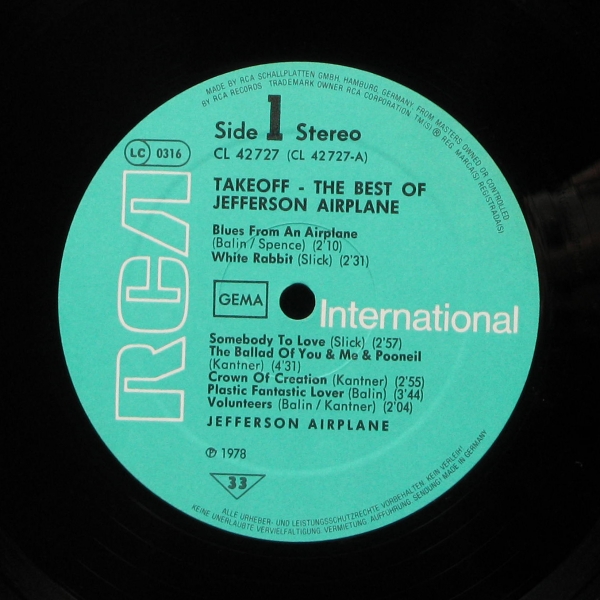 MADE BY RCA SCHALLPLATTEN GMBH, HAMBURG, GERMANY, FROM MASTERS OWNED OR CONTROLLED
BY RCA RECORDS TRADEMARK OWNER RCA CORPORATION. TM(S) ® REG. MARCA(S) REGISTRADA(S)
Side 1 Stereo
CL 42727 (CL 42727-A)
LC 0316
TAKEOFF - THE BEST OF
JEFFERSON AIRPLANE
Blues From An Airplane
(Balin/Spence) (2'10)
White Rabbit (Slick) (2'31)
RCA
GEMA
International
Somebody To Love (Slick) (2'57)
The Ballad Of You & Me & Pooneil
(Kantner) (4'31)
Crown Of Creation (Kantner) (2'55)
Plastic Fantastic Lover (Balin) (3'44)
Volunteers (Balin/Kantner) (2'04)
JEFFERSON AIRPLANE
℗ 1978
33
ALLE URHEBER- UND LEISTUNGSSCHUTZRECHTE VORBEHALTEN. KEIN VERLEIH!
KEINE UNERLAUBTE VERVIELFÄLTIGUNG, VERMIETUNG, AUFFÜHRUNG, SENDUNG! MADE IN GERMANY